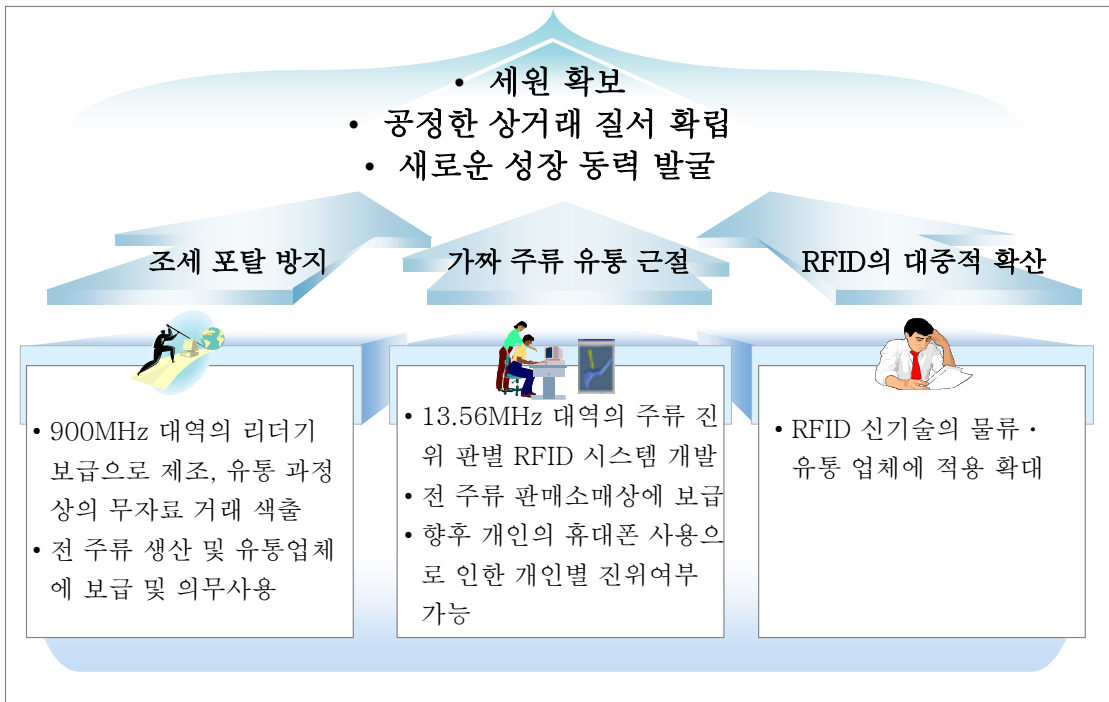 • 세원 확보
• 공정한 상거래 질서 확립
• 새로운 성장 동력 발굴
조세 포탈 방지
가짜 주류 유통 근절
RFID의 대중적 확산
• 900MHz 대역의 리더기
보급으로 제조, 유통 과정
상의 무자료 거래 색출
• 전 주류 생산 및 유통업체
에 보급 및 의무사용
• 13.56MHz 대역의 주류 진
위 판별 RFID 시스템 개발
• 전 주류 판매소매상에 보급
• 향후 개인의 휴대폰 사용으
로 인한 개인별 진위여부
가능
• RFID 신기술의 물류·
유통 업체에 적용 확대